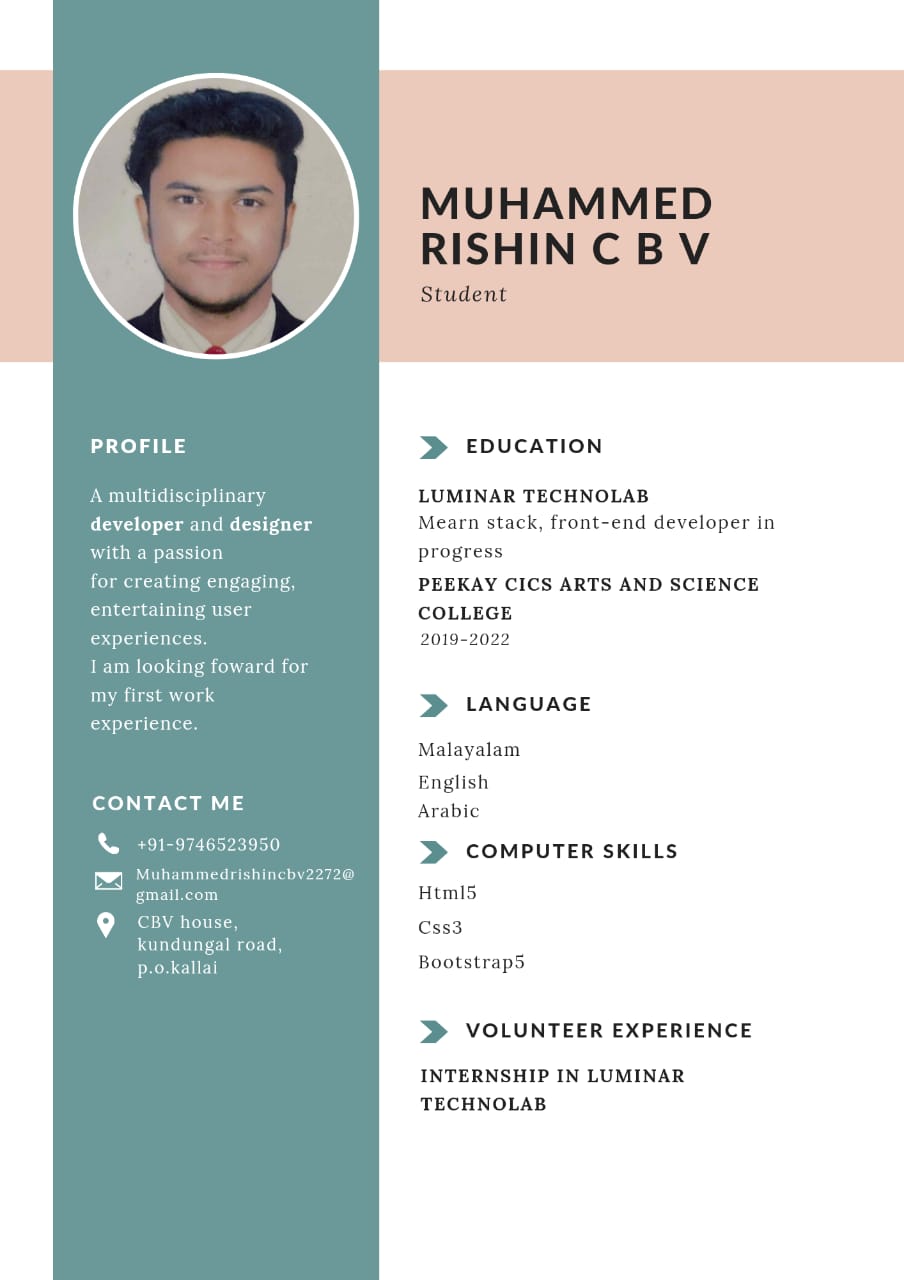 MUHAMMED
RISHIN C B V
Student
PROFILE
A multidisciplinary
developer and designer
with a passion
for creating engaging,
entertaining user
experiences.
I am looking foward for
my first work
experience.
CONTACT ME
+91-9746523950
Muhammedrishincbv2272@
gmail.com
CBV house,
kundungal road,
p.o.kallai
EDUCATION
LUMINAR TECHNOLAB
Mearn stack, front-end developer in
progress
PEEKAY CICS ARTS AND SCIENCE
COLLEGE
2019-2022
LANGUAGE
Malayalam
English
Arabic
COMPUTER SKILLS
Html5
Css3
Bootstrap5
VOLUNTEER EXPERIENCE
INTERNSHIP IN LUMINAR
TECHNOLAB